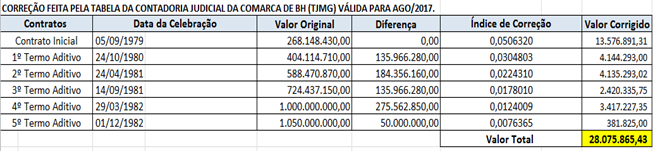 CORREÇÃO FEITA PELA TABELA DA CONTADORIA JUDICIAL DA COMARCA DE BH (TJMG) VÁLIDA PARA AGO/2017.
Contratos Data da Celebração Valor Original Diferença Índice de Correção Valor Corrigido
Contrato Inicial 05/09/1979 268.148.430,00 0,00 0,0506320 13.576.891,31
1º Termo Aditivo 24/10/1980 404.114.710,00 135.966.280,00 0,0304803 4.144.293,00
2º Termo Aditivo 24/04/1981 588.470.870,00 184.356.160,00 0,0224310 4.135.293,02
3º Termo Aditivo 14/09/1981 724.437.150,00 135.966.280,00 0,0178010 2.420.335,75
4º Termo Aditivo 29/03/1982 1.000.000.000,00 275.562.850,00 0,0124009 3.417.227,35
5º Termo Aditivo 01/12/1982 1.050.000.000,00 50.000.000,00 0,0076365 381.825,00
Valor Total 28.075.865,43